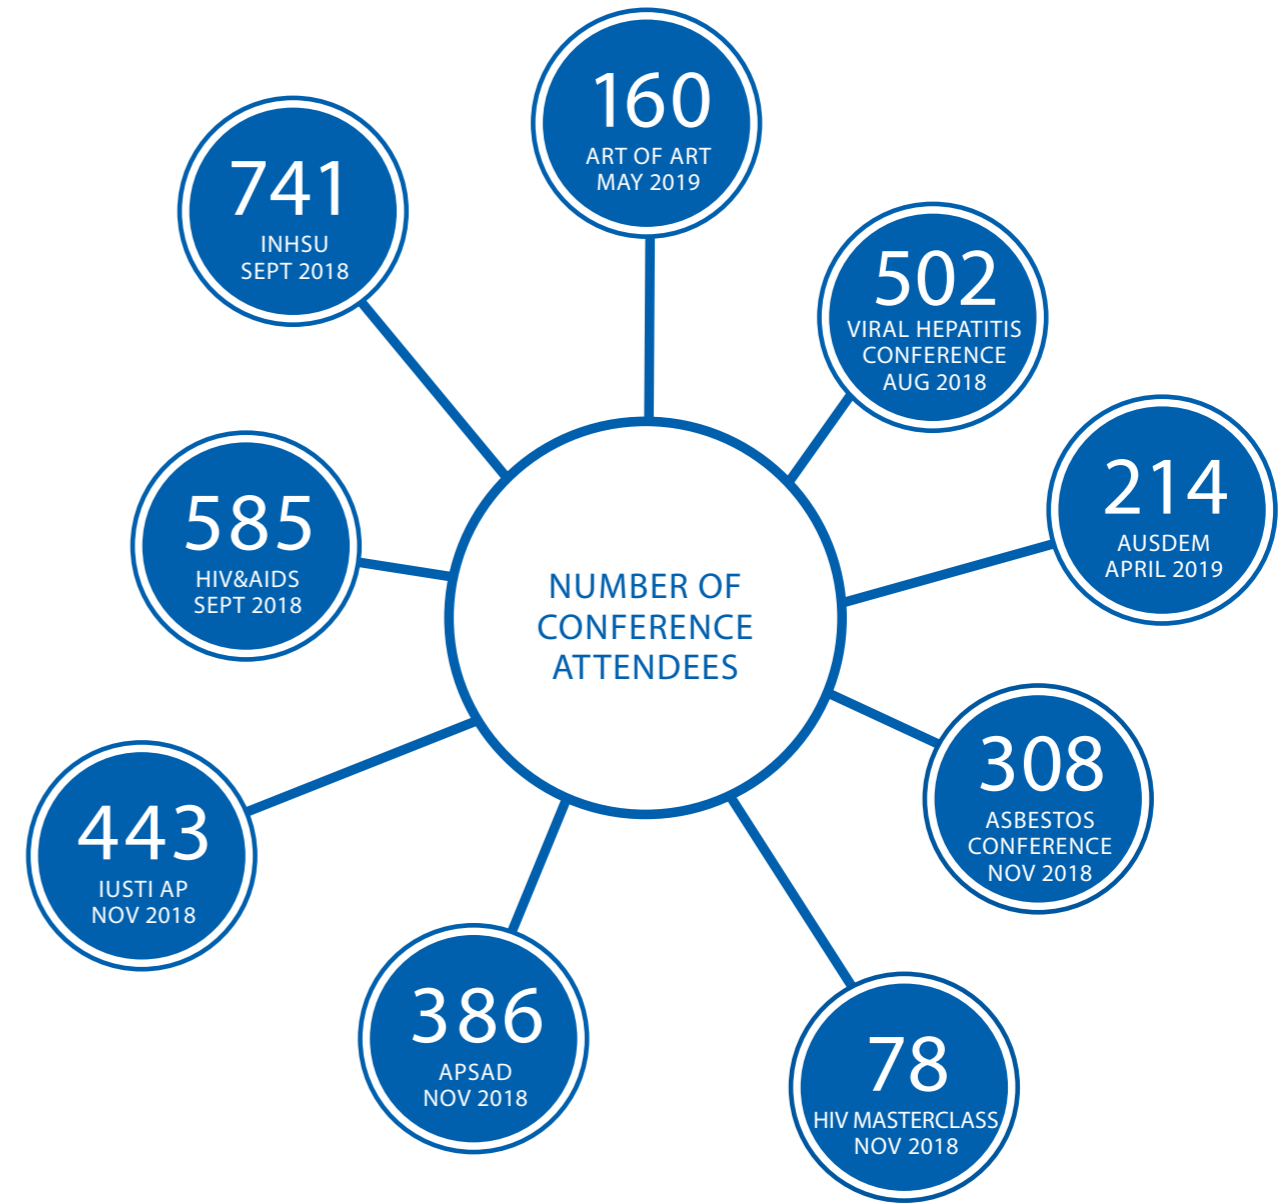 160
ART OF ART
MAY 2019
741
INHSU
SEPT 2018
502
VIRAL HEPATITIS
CONFERENCE
AUG 2018
214
AUSDEM
APRIL 2019
585
HIV&AIDS
SEPT 2018
NUMBER OF
CONFERENCE
ATTENDEES
308
ASBESTOS
CONFERENCE
NOV 2018
443
IUSTI AP
NOV 2018
386
APSAD
NOV 2018
78
HIV MASTERCLASS
NOV 2018